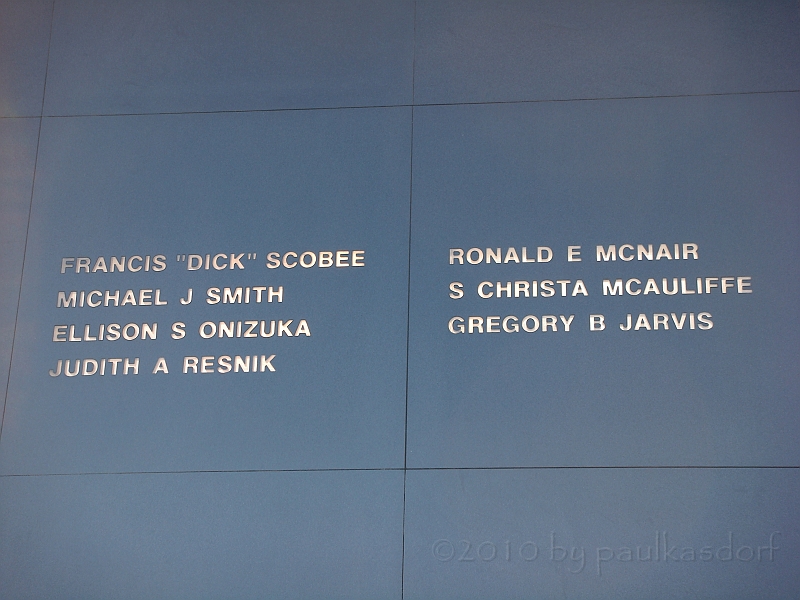 FRANCIS "DICK" SCOBEE
MICHAEL J SMITH
ELLISON S ONIZUKA
JUDITH A RESNIK
RONALD E MCNAIR
S CHRISTA MCAULIFFE
GREGORY B JARVIS
©2010 by paulkasdorf